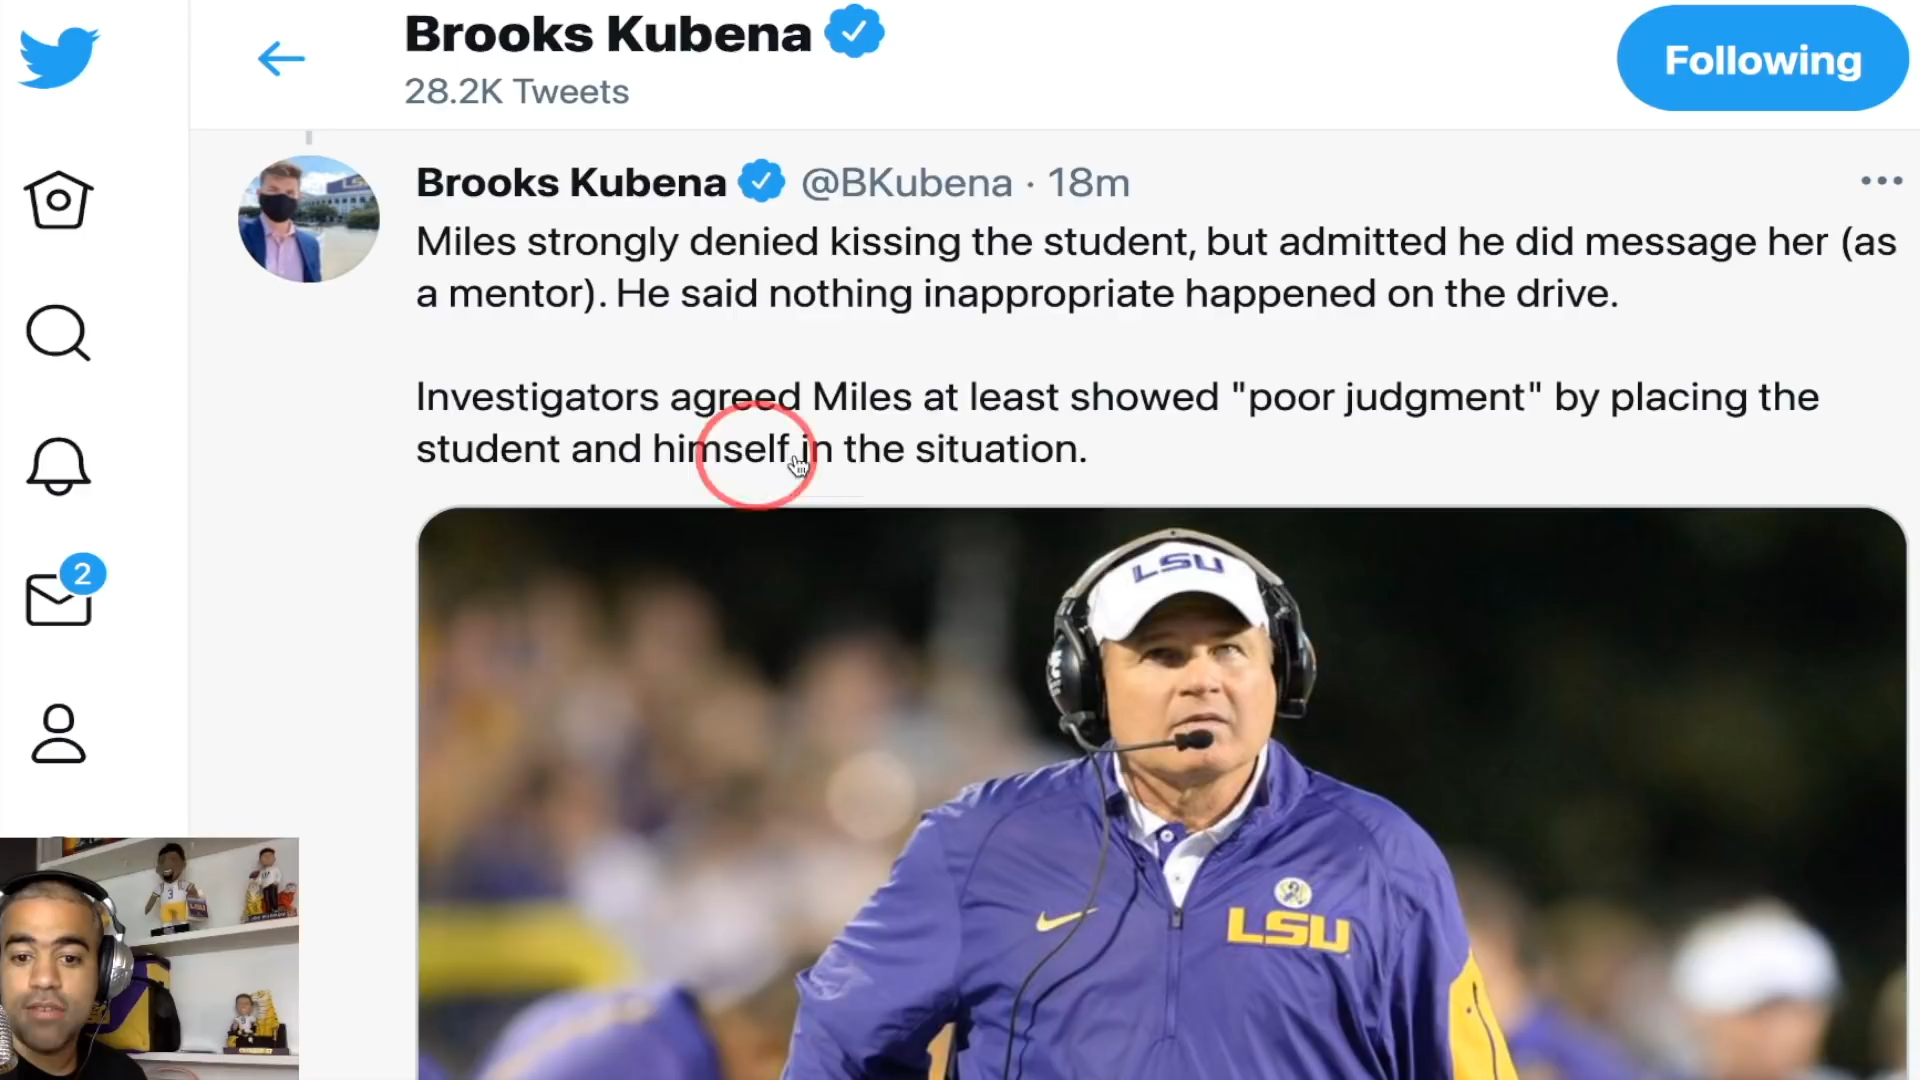 Brooks Kubena
28.2K Tweets
Following
Brooks Kubena @BKubena · 18m
Miles strongly denied kissing the student, but admitted he did message her (as
a mentor). He said nothing inappropriate happened on the drive.
Investigators agreed Miles at least showed "poor judgment" by placing the
student and himself in the situation.
2
LSU
LSU
3
LSU